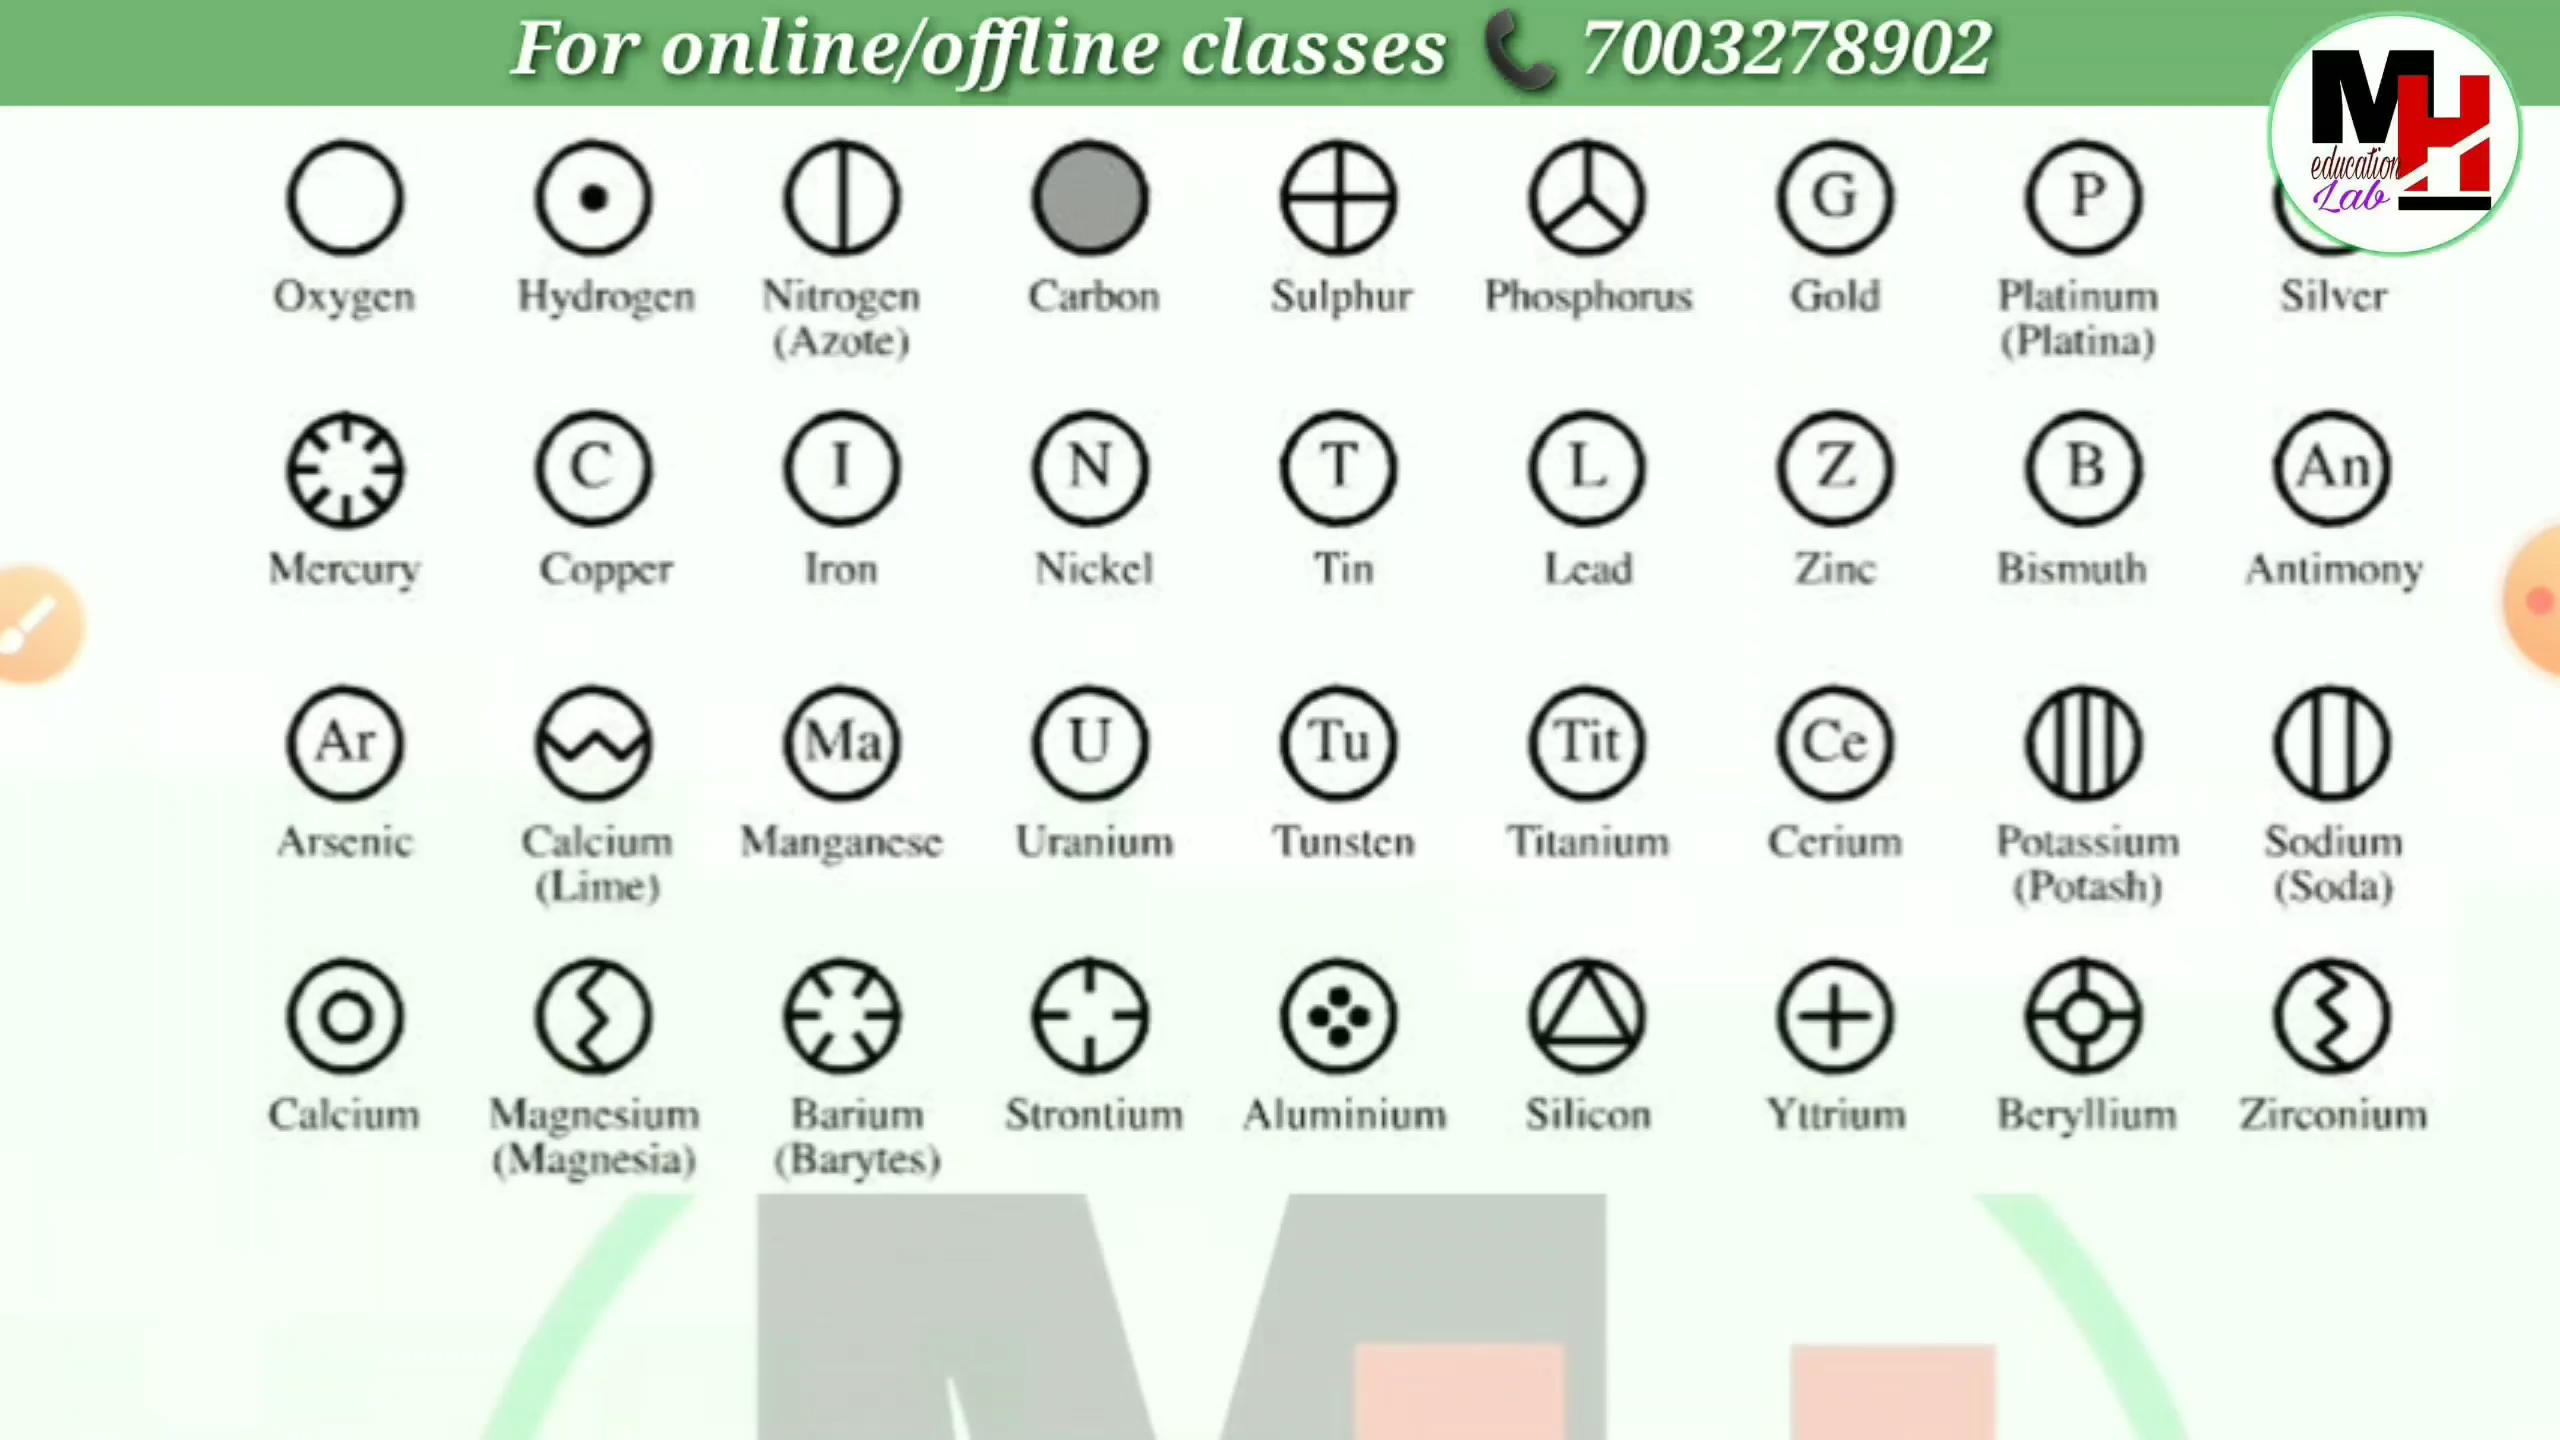 For online/offline classes 7003278902
MH
education
Lab
G P
Oxygen Hydrogen Nitrogen Carbon Sulphur Phosphorus Gold Platinum Silver
(Azote) (Platina)
C I N T L Z B An
Mercury Copper Iron Nickel Tin Lead Zinc Bismuth Antimony
Ar Ma U Tu Tit Ce
Arsenic Calcium Manganese Uranium Tunsten Titanium Cerium Potassium Sodium
(Lime) (Potash) (Soda)
Calcium Magnesium Barium Strontium Aluminium Silicon Yttrium Beryllium Zirconium
(Magnesia) (Barytes)